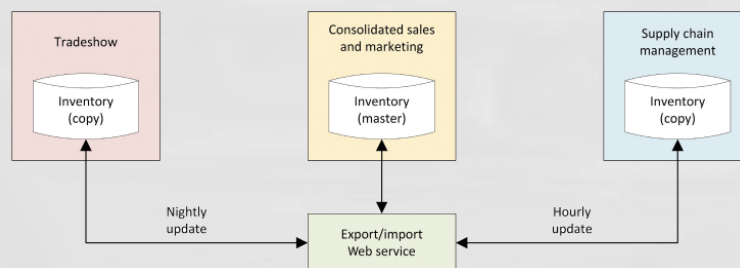 Tradeshow
Inventory
(copy)
Consolidated sales
and marketing
Inventory
(master)
Supply chain
management
Inventory
(copy)
Nightly
update
Export/import
Web service
Hourly
update